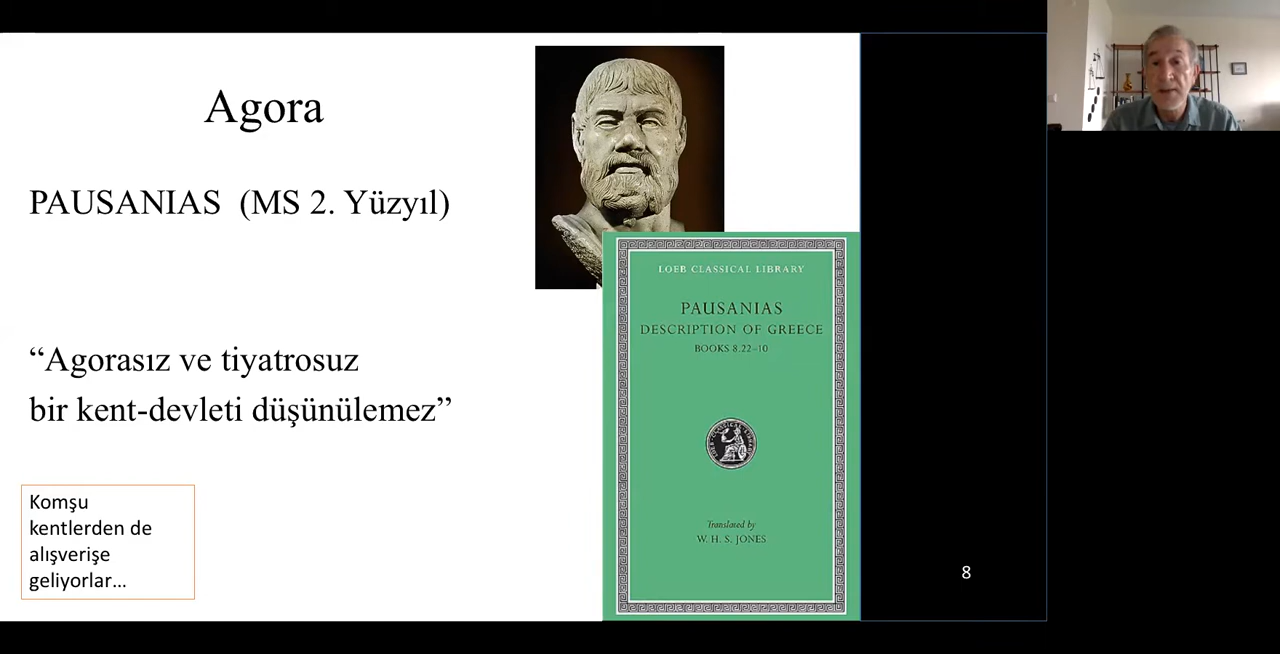 Agora
PAUSANIAS (MS 2. Yüzyıl)
“Agorasız ve tiyatrosuz
bir kent-devleti düşünülemez”
Komşu
kentlerden de
alışverişe
geliyorlar...
LOEB CLASSICAL LIBRARY
PAUSANIAS
DESCRIPTION OF GREECE
BOOKS 8.22–10
Translated by
W. H. S. JONES
8